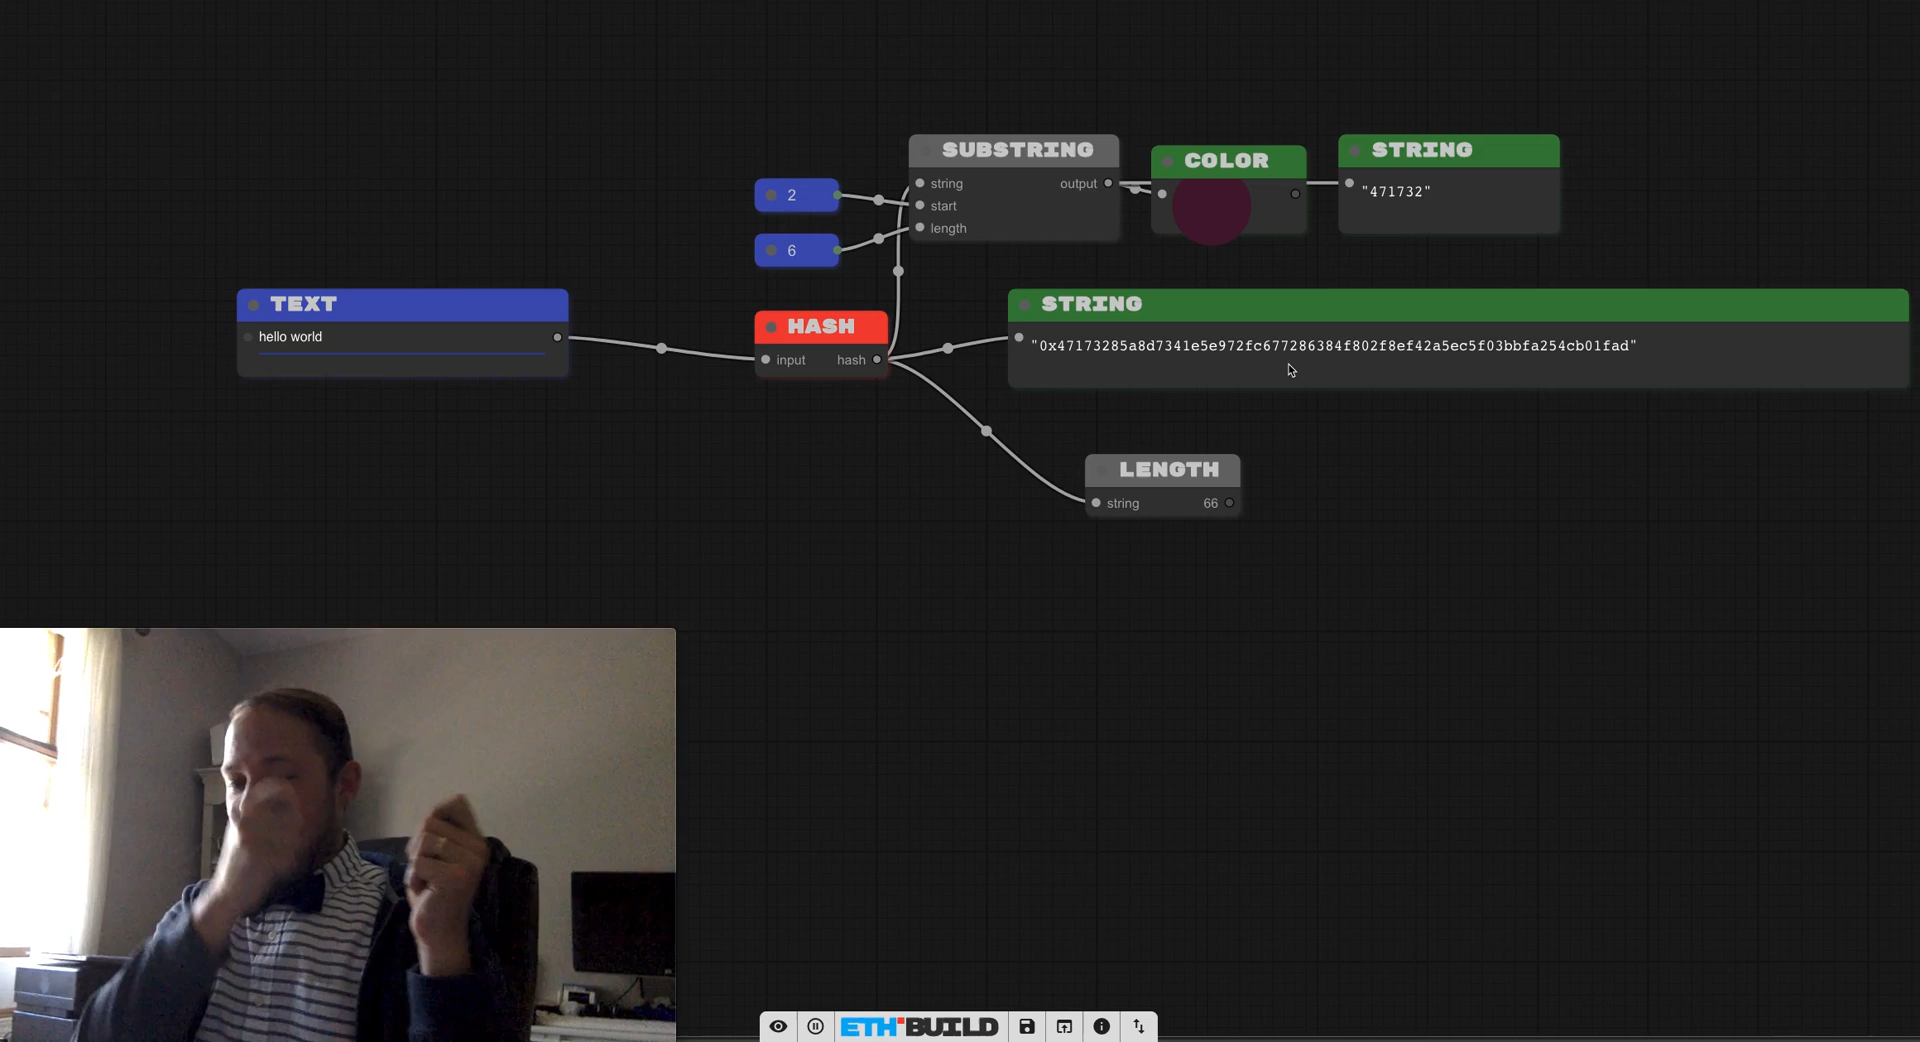 SUBSTRING
COLOR
STRING
string
output
"471732"
2
start
length
6
TEXT
hello world
HASH
input
hash
STRING
"0x47173285a8d7341e5e972fc677286384f802f8ef42a5ec5f03bbfa254cb01fad"
LENGTH
string
66
ETH BUILD